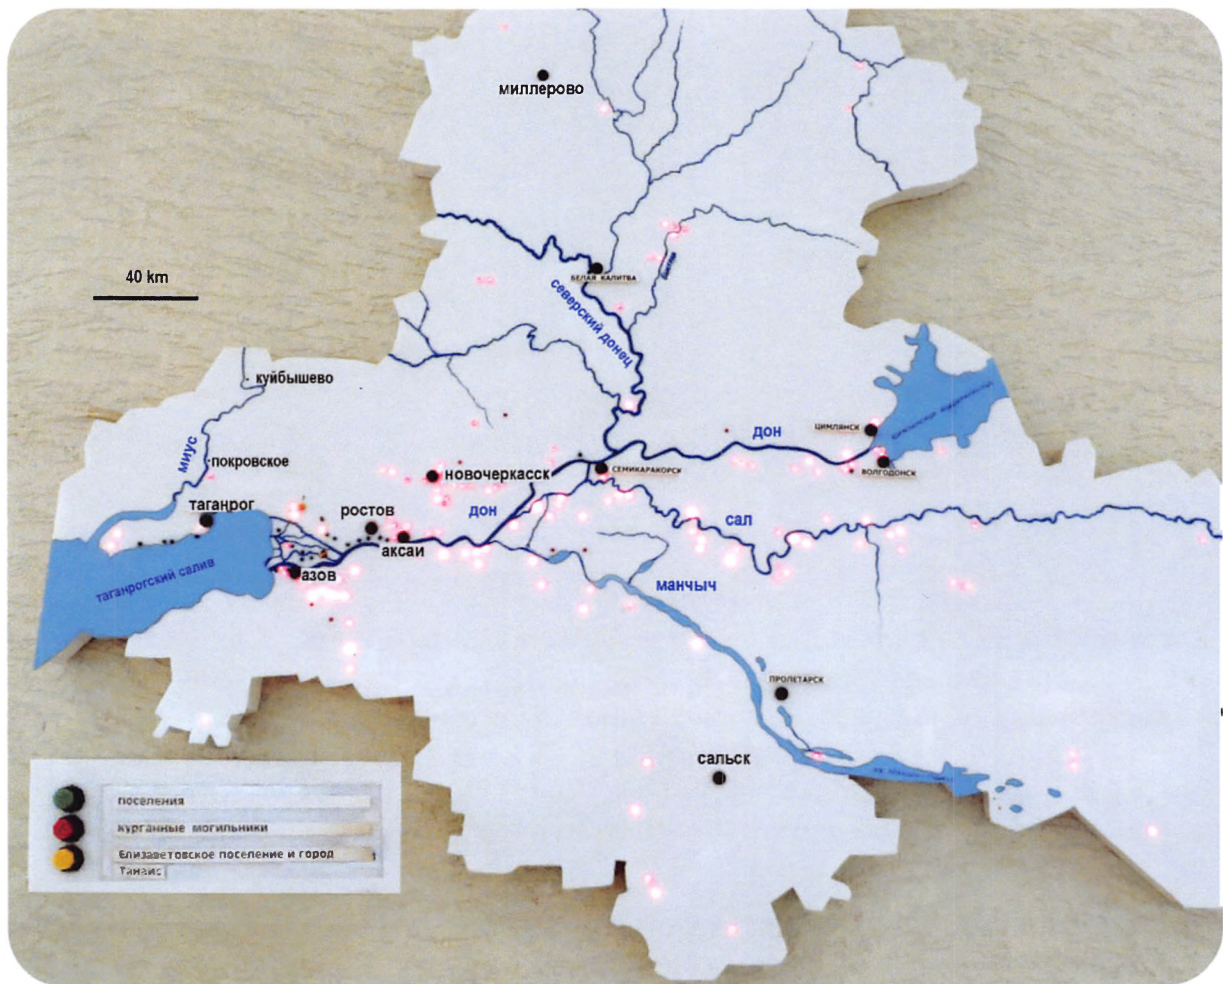 миллерово
40 km
БЕЛАЯ КАЛИТВА
северский донец
куйбышево
миус
покровское
таганрог
ростов
новочеркасск
дон
аксаи
азов
таганрогский салив
дон
ЦИМЛЯНСК
ВОЛГОДОНСК
СЕМИКАРАКОРСК
сал
манчыч
ПРОЛЕТАРСК
сальск
поселения
курганные могильники
Елизаветовское поселение и город
Танаис